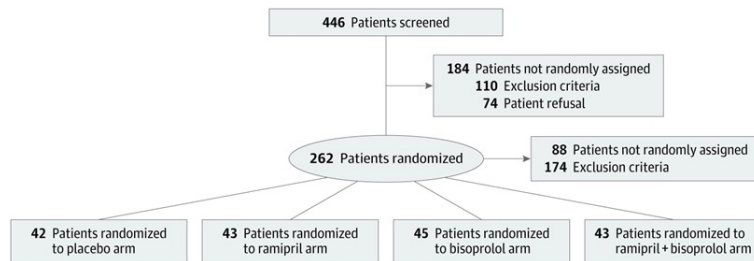 446 Patients screened
184 Patients not randomly assigned
110 Exclusion criteria
74 Patient refusal
262 Patients randomized
88 Patients not randomly assigned
174 Exclusion criteria
42 Patients randomized
to placebo arm
43 Patients randomized
to ramipril arm
45 Patients randomized
to bisoprolol arm
43 Patients randomized to
ramipril + bisoprolol arm